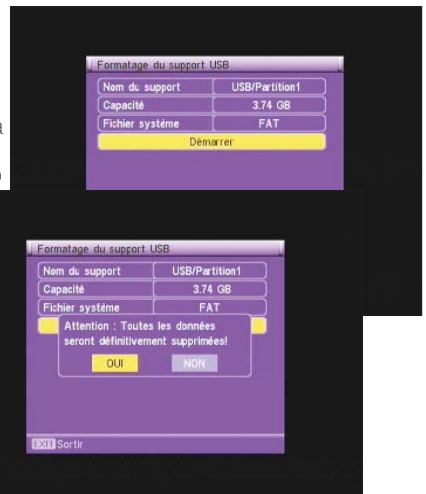 Formatage du support USB
Nom du support USB/Partition1
Capacité 3.74 GB
Fichier système FAT
Démarrer
Formatage du support USB
Nom du support USB/Partition1
Capacité 3.74 GB
Fichier système FAT
Attention : Toutes les données
seront définitivement supprimées!
OUI NON
EXIT Sortir